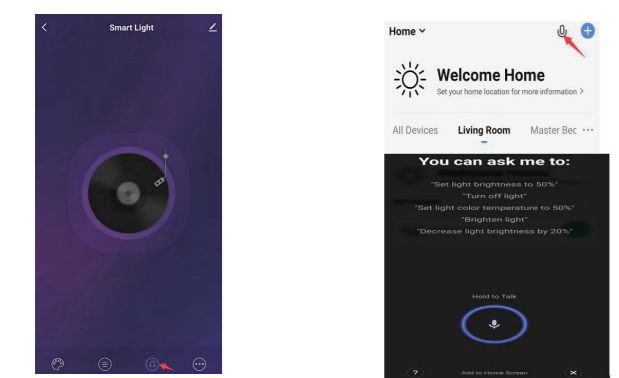 Smart Light
Home
Welcome Home
Set your home location for more information >
All Devices Living Room Master Bec ...
You can ask me to:
"Set light brightness to 50%"
"Turn off light"
"Set light color temperature to 50%"
"Brighten light"
"Decrease light brightness by 20%"
Hold to Talk
? Add to Home Screen